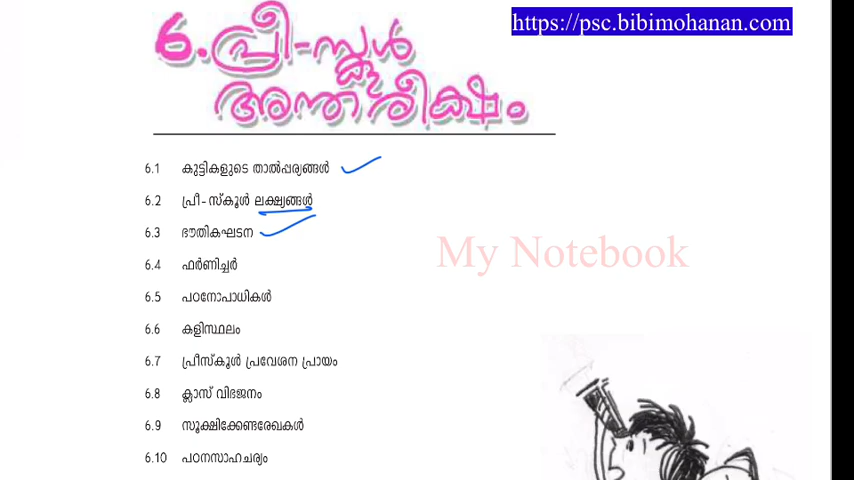 https://psc.bibimohanan.com
6. പ്രീ-സ്കൂൾ
അന്തരീക്ഷം
6.1 കുട്ടികളുടെ താൽപ്പര്യങ്ങൾ
6.2 പ്രീ-സ്കൂൾ ലക്ഷ്യങ്ങൾ
6.3 ഭൗതികഘടന
6.4 ഫർണിച്ചർ
6.5 പഠനോപാധികൾ
6.6 കളിസ്ഥലം
6.7 പ്രീസ്കൂൾ പ്രവേശന പ്രായം
6.8 ക്ലാസ് വിഭജനം
6.9 സൂക്ഷിക്കേണ്ടരേഖകൾ
6.10 പഠനസാഹചര്യം
My Notebook